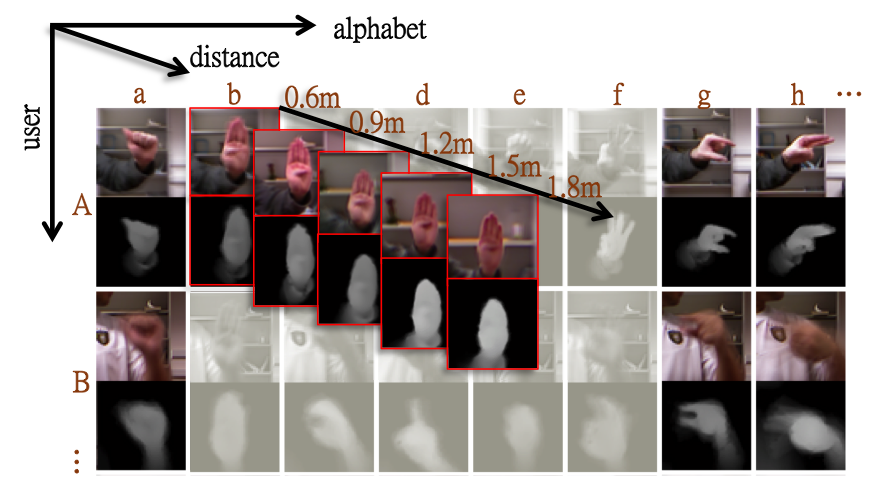 alphabet
distance
user
a b d e f g h ...
0.6m
0.9m
1.2m
1.5m
1.8m
A
B
...